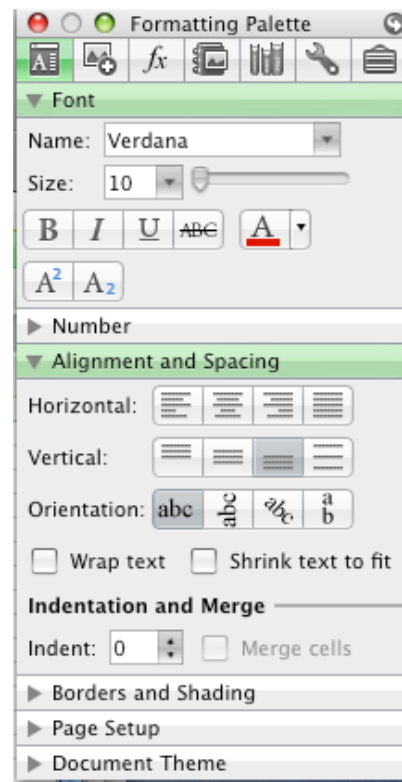 Formatting Palette
A
fx
Font
Name: Verdana
Size: 10
B I U ABC A
A² A₂
Number
Alignment and Spacing
Horizontal:
Vertical:
Orientation: abc abc abc a b
Wrap text Shrink text to fit
Indentation and Merge
Indent: 0 Merge cells
Borders and Shading
Page Setup
Document Theme